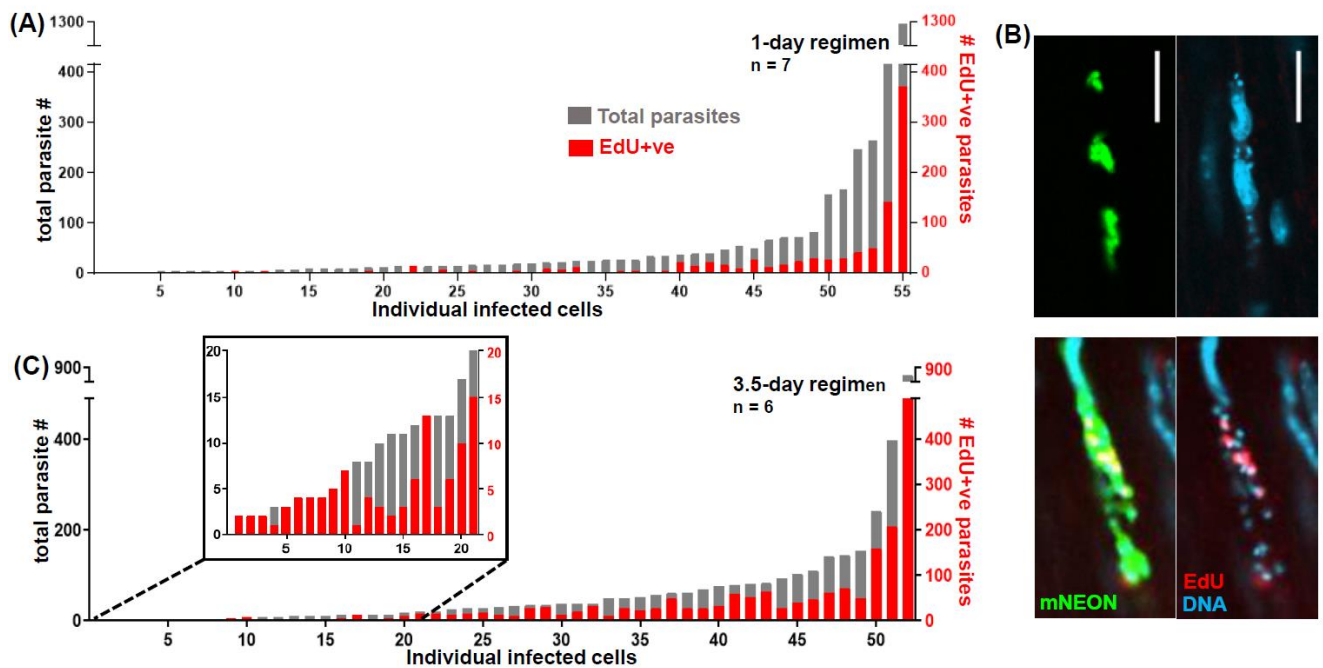 (A)
1300
400
300
200
100
0
total parasite #
1-day regimen
n = 7
Total parasites
EdU+ve
1300
400
300
200
100
0
# EdU+ve parasites
5 10 15 20 25 30 35 40 45 50 55
Individual infected cells
(B)
mNEON
EdU
DNA
(C)
900
400
200
0
total parasite #
20
15
10
5
0
20
15
10
5
0
5 10 15 20
3.5-day regimen
n = 6
900
400
300
200
100
0
# EdU+ve parasites
5 10 15 20 25 30 35 40 45 50
Individual infected cells